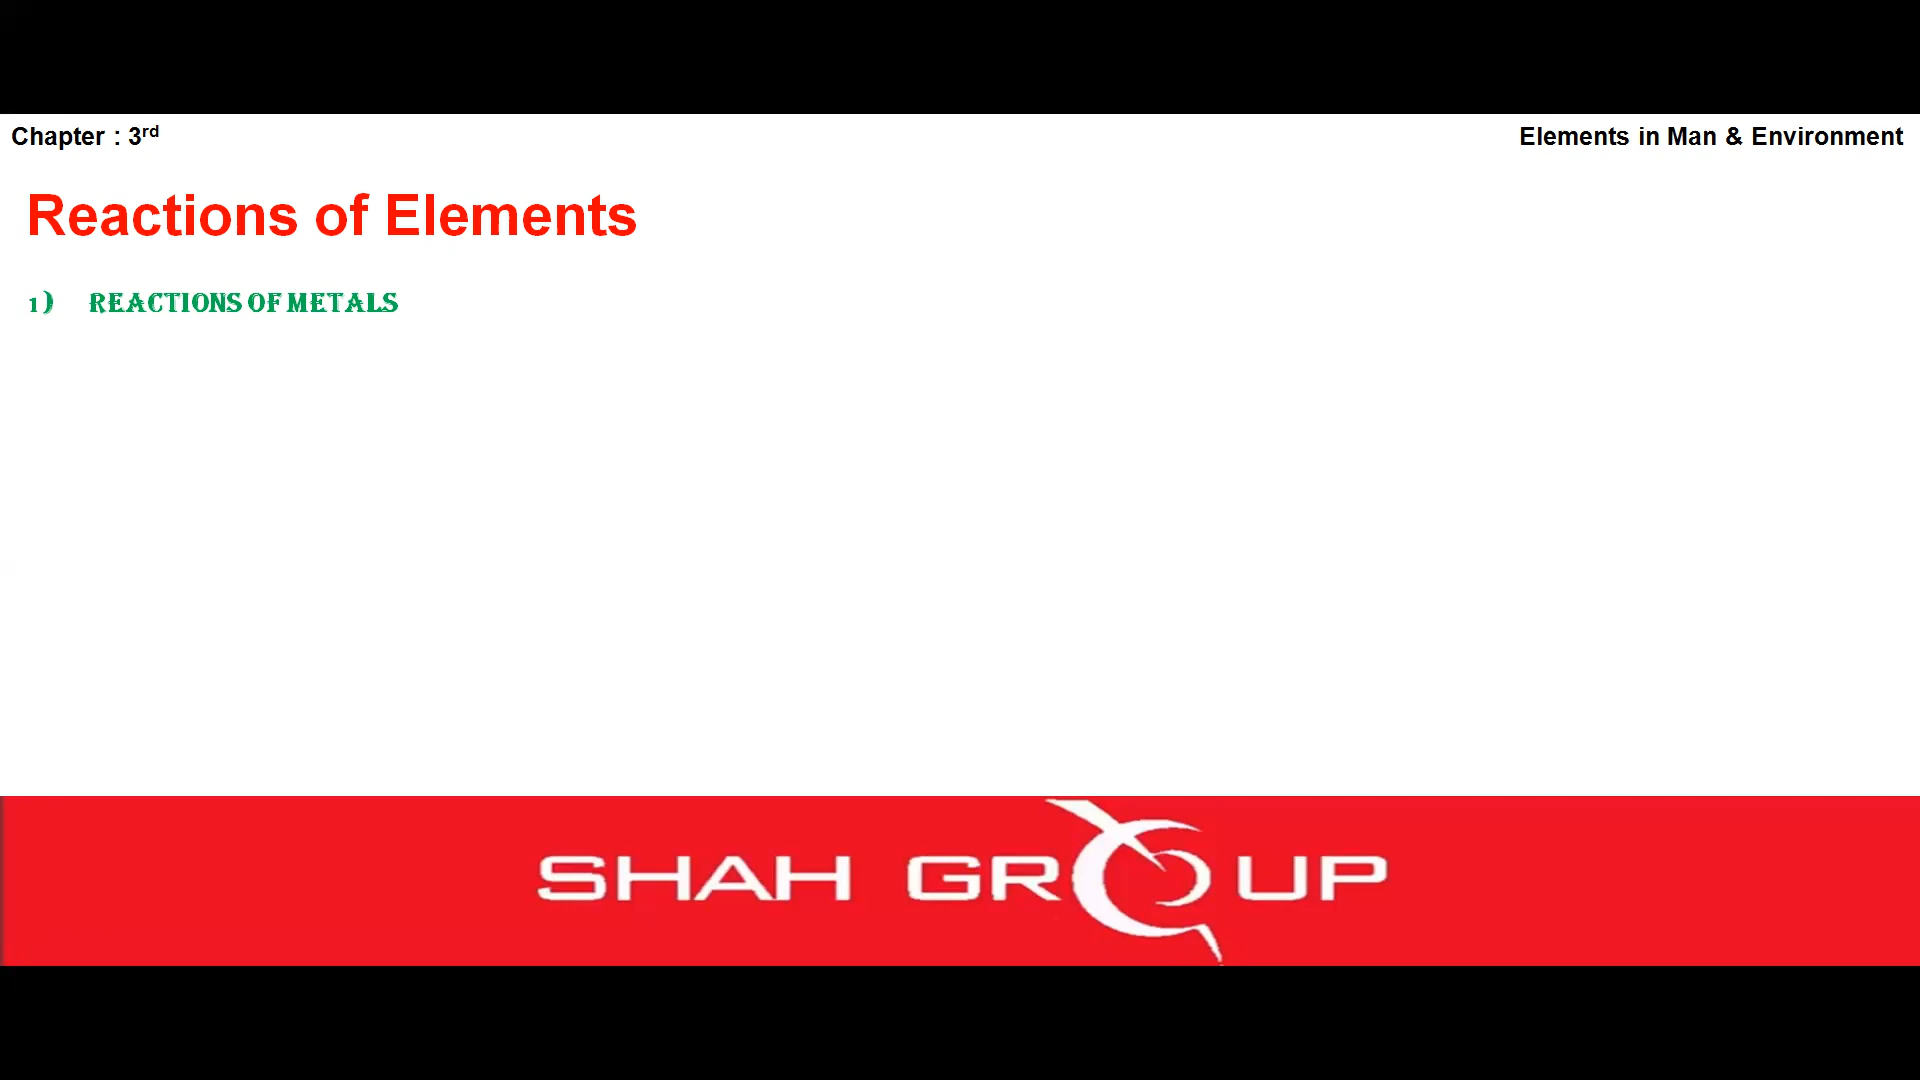 Chapter : 3rd
Elements in Man & Environment
Reactions of Elements
1) REACTIONS OF METALS
SHAH GROUP